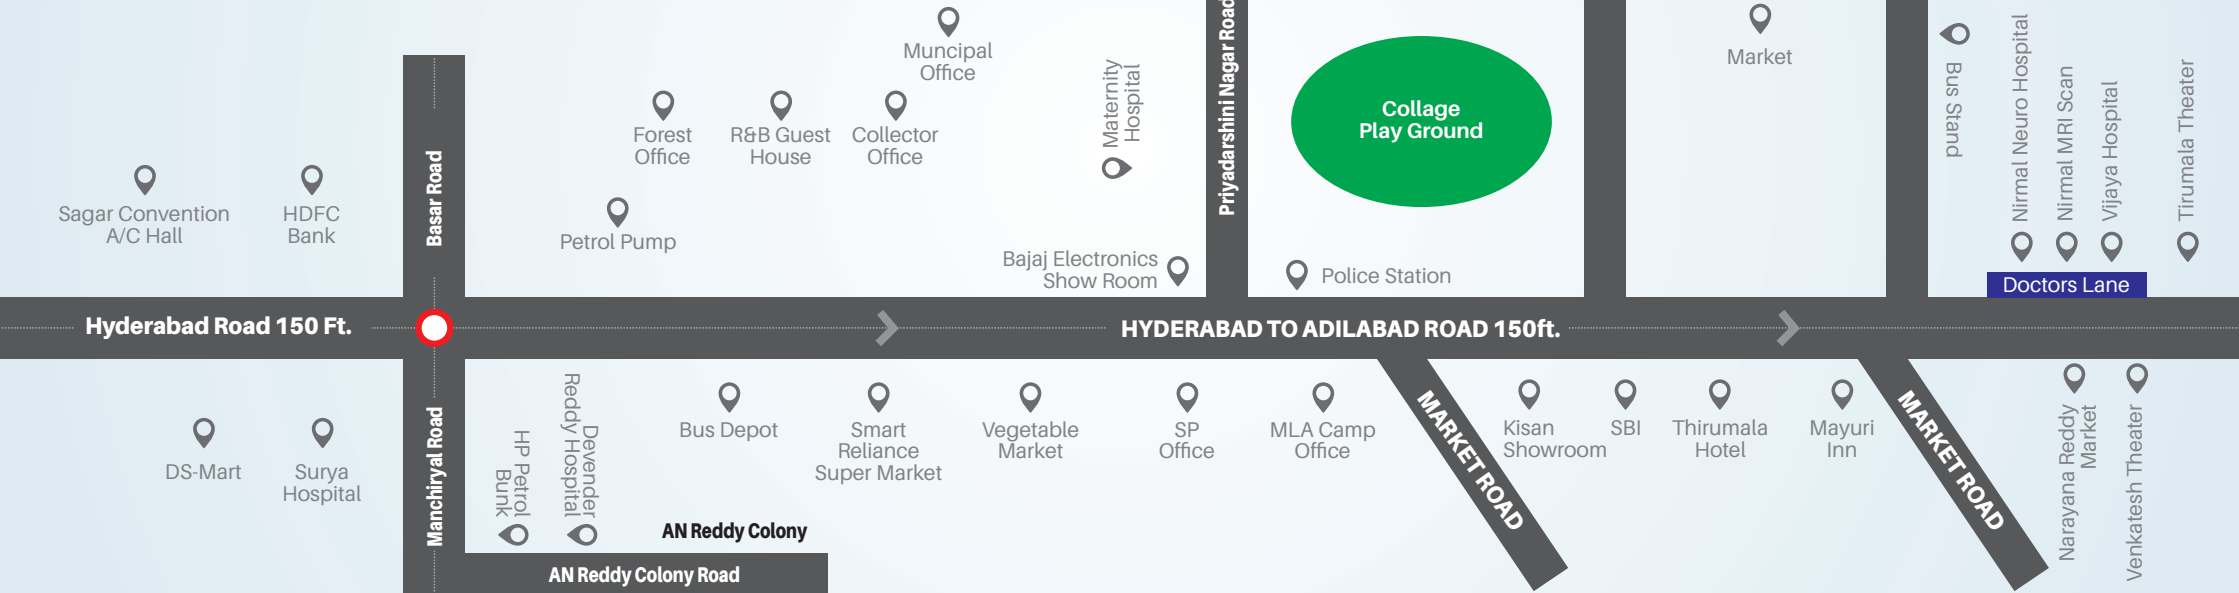 Muncipal
Office
Forest
Office
R&B Guest
House
Collector
Office
Maternity
Hospital
Priyadarshini Nagar Road
Collage
Play Ground
Market
Bus Stand
Nirmal Neuro Hospital
Nirmal MRI Scan
Vijaya Hospital
Tirumala Theater
Sagar Convention
A/C Hall
HDFC
Bank
Basar Road
Petrol Pump
Bajaj Electronics
Show Room
Police Station
Doctors Lane
Hyderabad Road 150 Ft.
HYDERABAD TO ADILABAD ROAD 150ft.
DS-Mart
Surya
Hospital
Manchiryal Road
HP Petrol
Bunk
Devender
Reddy Hospital
Bus Depot
Smart
Reliance
Super Market
Vegetable
Market
SP
Office
MLA Camp
Office
MARKET ROAD
Kisan
Showroom
SBI
Thirumala
Hotel
Mayuri
Inn
MARKET ROAD
Narayana Reddy
Market
Venkatesh Theater
AN Reddy Colony
AN Reddy Colony Road